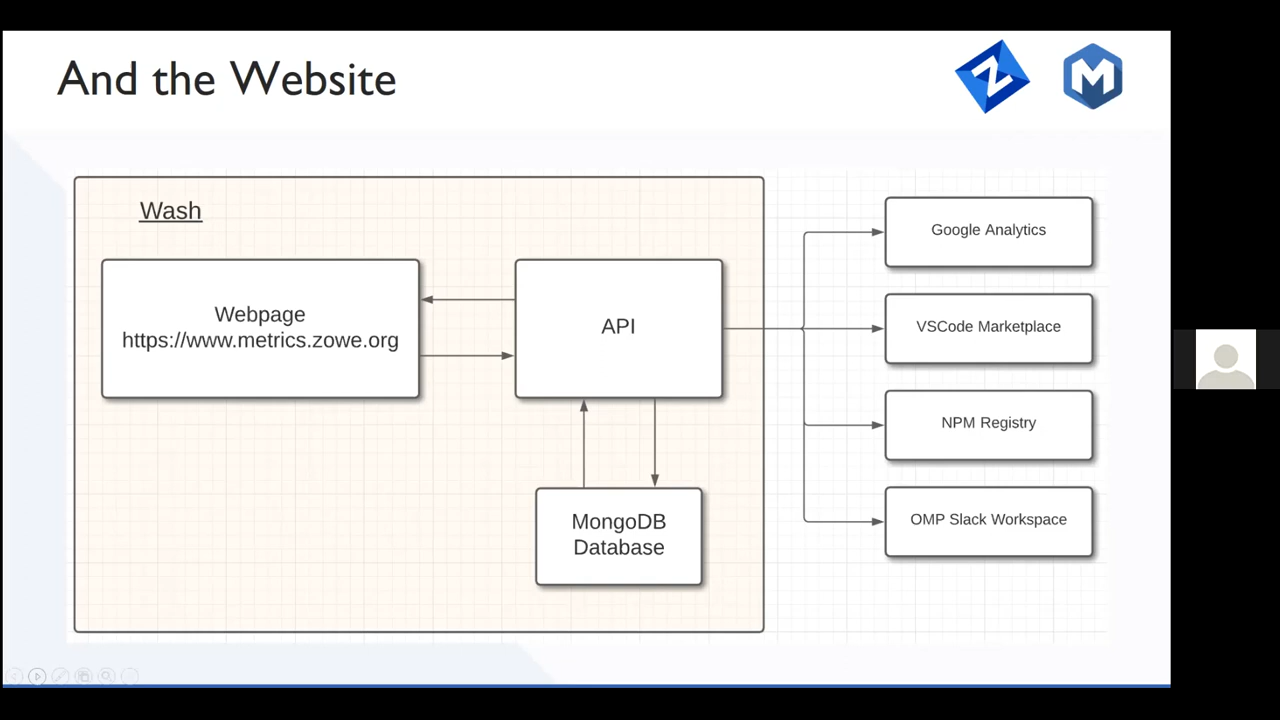 And the Website
Z
M
Wash
Webpage
https://www.metrics.zowe.org
API
MongoDB
Database
Google Analytics
VSCode Marketplace
NPM Registry
OMP Slack Workspace